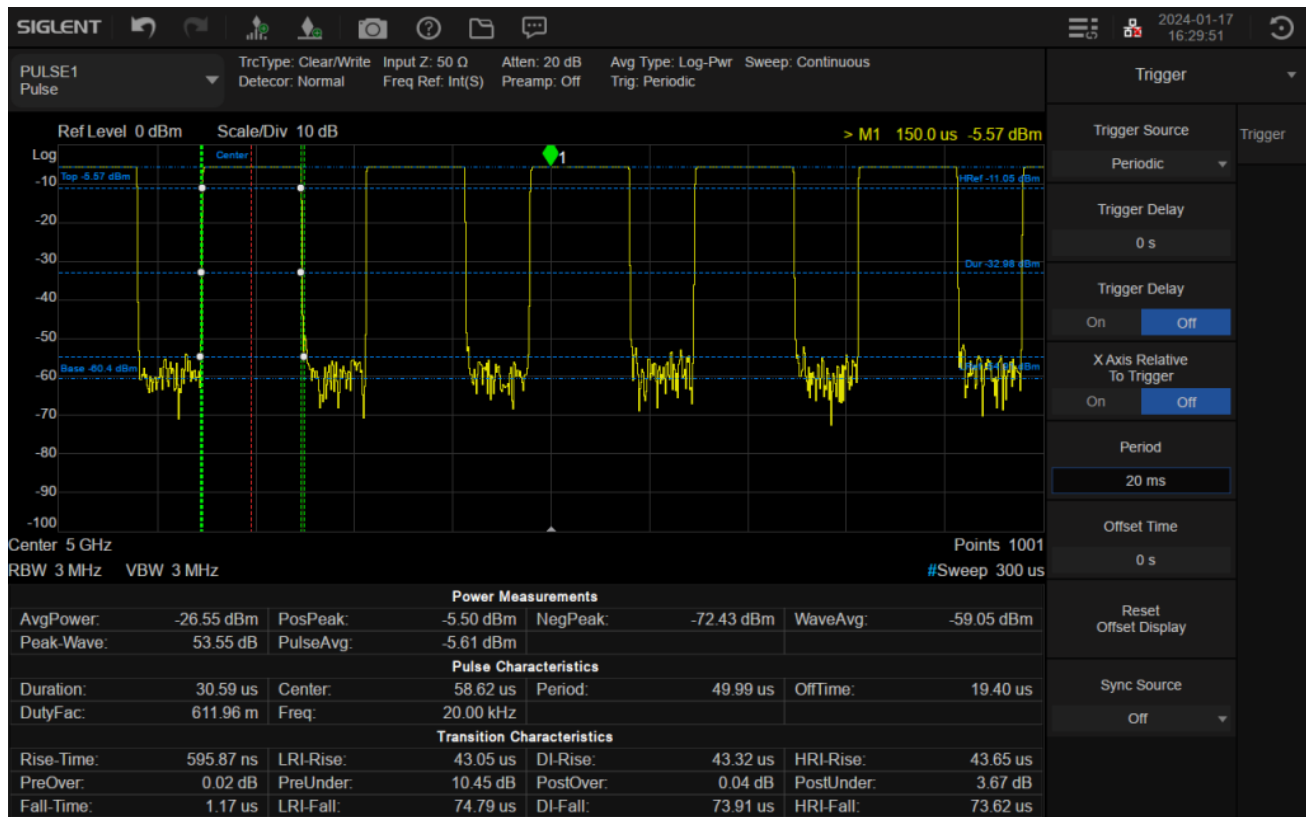 SIGLENT
2024-01-17
16:29:51
PULSE1
Pulse
TrcType: Clear/Write Input Z: 50 Ω Atten: 20 dB Avg Type: Log-Pwr Sweep: Continuous
Detecor: Normal Freq Ref: Int(S) Preamp: Off Trig: Periodic
Ref Level 0 dBm Scale/Div 10 dB > M1 150.0 us -5.57 dBm
Log
Center
1
Top -5.57 dBm
-10
HRef -11.05 dBm
-20
-30
Dur -32.98 dBm
-40
-50
Base -60.4 dBm
-60
-70
-80
-90
-100
Center 5 GHz Points 1001
RBW 3 MHz VBW 3 MHz #Sweep 300 us
Power Measurements
AvgPower: -26.55 dBm PosPeak: -5.50 dBm NegPeak: -72.43 dBm WaveAvg: -59.05 dBm
Peak-Wave: 53.55 dB PulseAvg: -5.61 dBm
Pulse Characteristics
Duration: 30.59 us Center: 58.62 us Period: 49.99 us OffTime: 19.40 us
DutyFac: 611.96 m Freq: 20.00 kHz
Transition Characteristics
Rise-Time: 595.87 ns LRI-Rise: 43.05 us DI-Rise: 43.32 us HRI-Rise: 43.65 us
PreOver: 0.02 dB PreUnder: 10.45 dB PostOver: 0.04 dB PostUnder: 3.67 dB
Fall-Time: 1.17 us LRI-Fall: 74.79 us DI-Fall: 73.91 us HRI-Fall: 73.62 us
Trigger
Trigger
Trigger Source
Periodic
Trigger Delay
0 s
Trigger Delay
On Off
X Axis Relative
To Trigger
On Off
Period
20 ms
Offset Time
0 s
Reset
Offset Display
Sync Source
Off